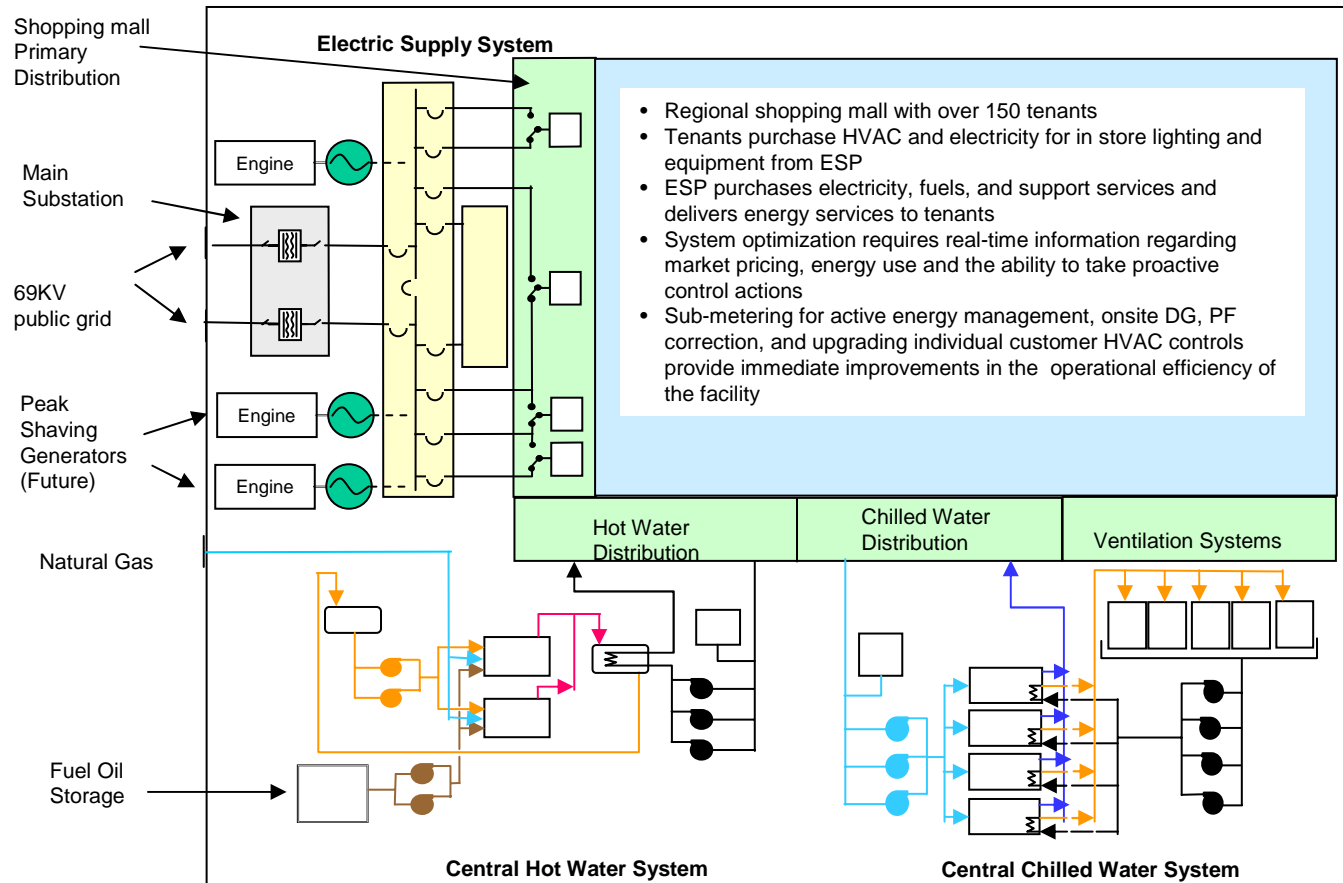 Shopping mall
Primary
Distribution
Electric Supply System
Main
Substation
69KV
public grid
Peak
Shaving
Generators
(Future)
Natural Gas
Fuel Oil
Storage
Engine
Engine
Engine
• Regional shopping mall with over 150 tenants
• Tenants purchase HVAC and electricity for in store lighting and
equipment from ESP
• ESP purchases electricity, fuels, and support services and
delivers energy services to tenants
• System optimization requires real-time information regarding
market pricing, energy use and the ability to take proactive
control actions
• Sub-metering for active energy management, onsite DG, PF
correction, and upgrading individual customer HVAC controls
provide immediate improvements in the operational efficiency of
the facility
Hot Water
Distribution
Chilled Water
Distribution
Ventilation Systems
Central Hot Water System
Central Chilled Water System